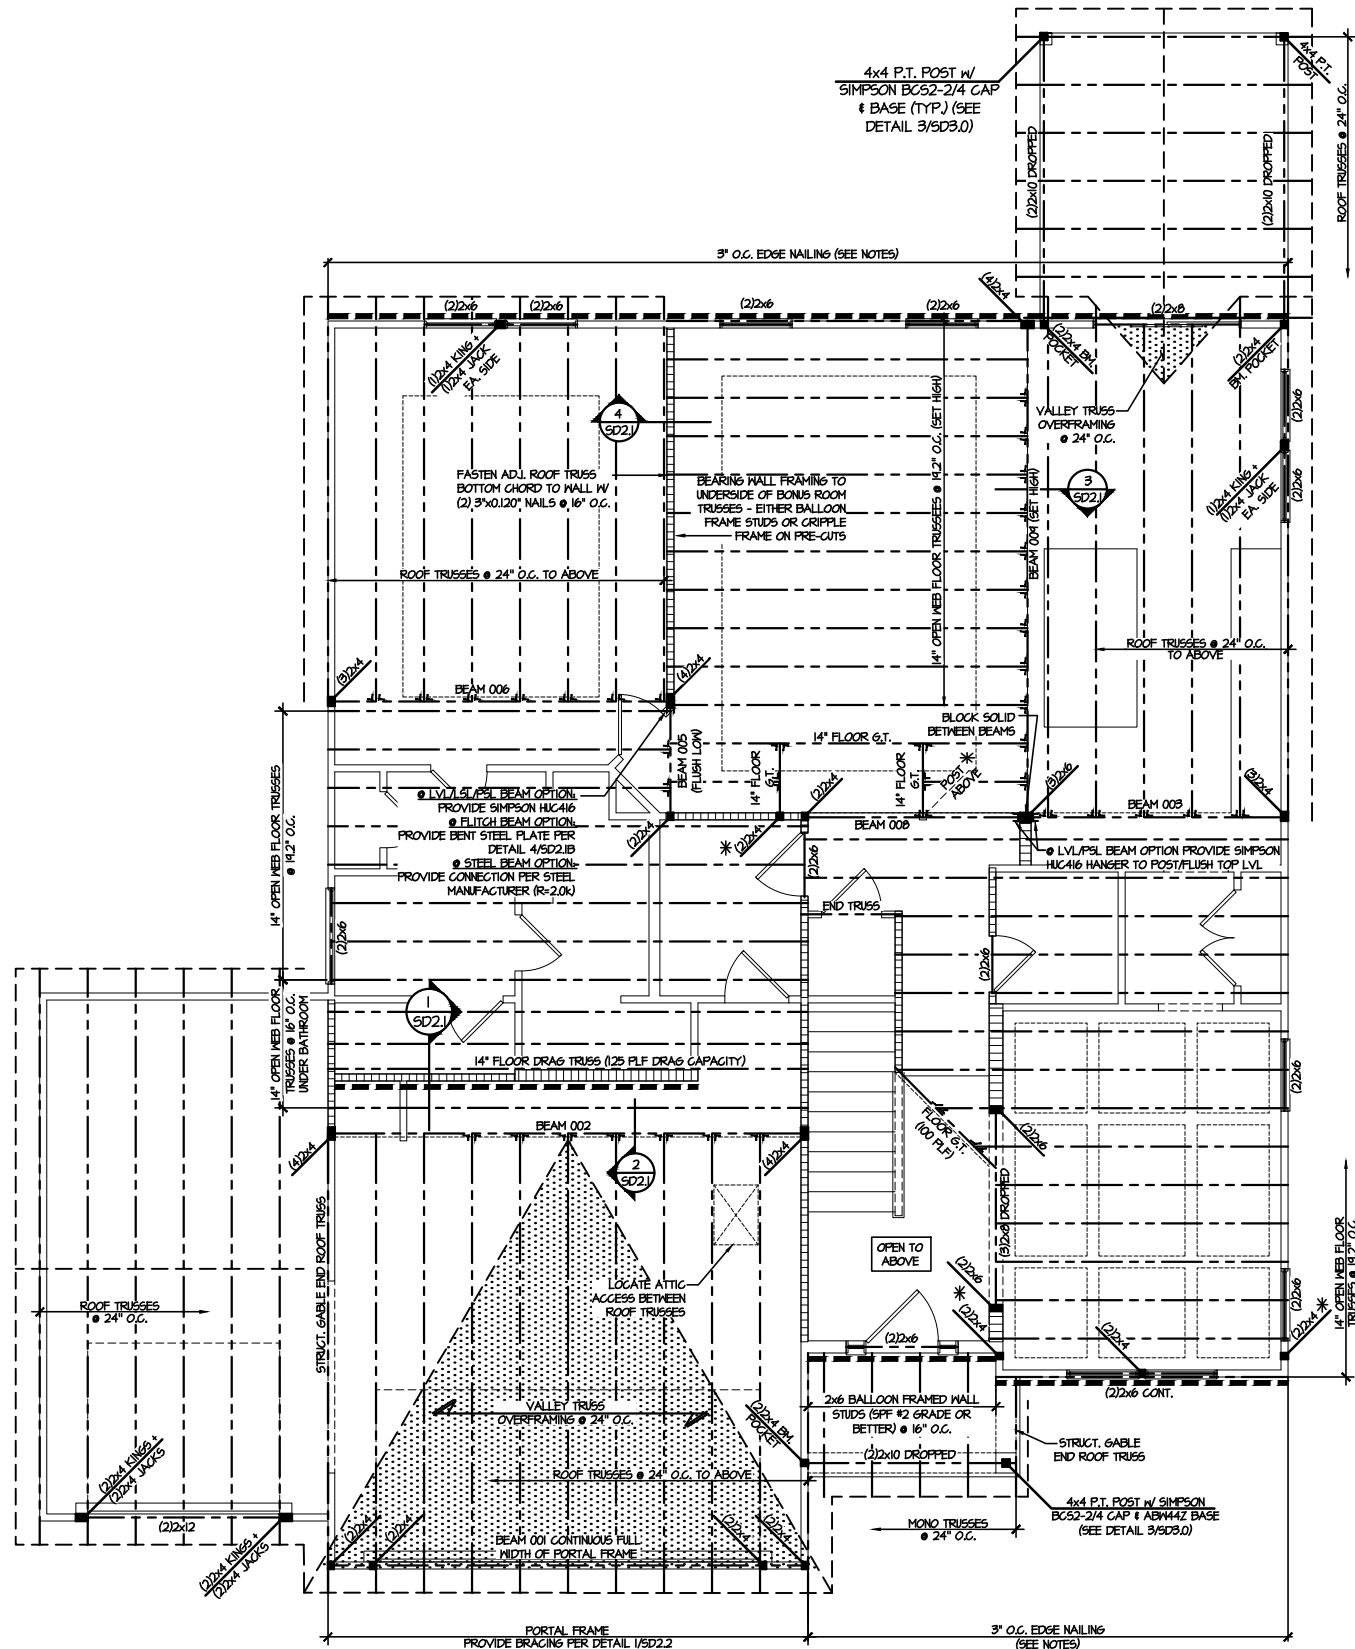 4x4 P.T. POST W/
SIMPSON BCS2-2/4 CAP
& BASE (TYP.) (SEE
DETAIL 3/SD3.0)
4x4 P.T.
POST
ROOF TRUSSES @ 24" O.C.
(2)2x10 DROPPED
(2)2x10 DROPPED
3" O.C. EDGE NAILING (SEE NOTES)
(2)2x6
(2)2x6
(2)2x6
(2)2x6
(4)2x4
(2)2x8
(1)2x4 KING +
(1)2x4 JACK
EA. SIDE
(2)2x4 BM.
POCKET
(2)2x4
BM. POCKET
(2)2x6
VALLEY TRUSS
OVERFRAMING
@ 24" O.C.
4
SD2.1
FASTEN ADJ. ROOF TRUSS
BOTTOM CHORD TO WALL W/
(2) 3"x0.120" NAILS @ 16" O.C.
BEARING WALL FRAMING TO
UNDERSIDE OF BONUS ROOM
TRUSSES - EITHER BALLOON
FRAME STUDS OR CRIPPLE
FRAME ON PRE-CUTS
14" OPEN WEB FLOOR TRUSSEES @ 19.2" O.C. (SET HIGH)
BEAM 009 (SET HIGH)
3
SD2.1
(2)2x6
(1)2x4 KING +
(1)2x4 JACK
EA. SIDE
ROOF TRUSSES @ 24" O.C. TO ABOVE
ROOF TRUSSES @ 24" O.C.
TO ABOVE
(3)2x4
BEAM 006
(4)2x4
BLOCK SOLID
BETWEEN BEAMS
14" FLOOR G.T.
BEAM 005
(FLUSH LOW)
14" FLOOR
G.T.
14" FLOOR
G.T.
POST *
ABOVE
(2)2x4
(3)2x6
(3)2x4
BEAM 003
BEAM 008
14" OPEN WEB FLOOR TRUSSES
@ 19.2" O.C.
@ LVL/LSL/PSL BEAM OPTION:
PROVIDE SIMPSON HUC416
@ FLITCH BEAM OPTION:
PROVIDE BENT STEEL PLATE PER
DETAIL 4/SD2.1B
@ STEEL BEAM OPTION:
PROVIDE CONNECTION PER STEEL
MANUFACTURER (R=2.0k)
(2)2x4
* (2)2x4
(2)2x6
@ LVL/PSL BEAM OPTION PROVIDE SIMPSON
HUC416 HANGER TO POST/FLUSH TOP LVL
END TRUSS
(2)2x6
(2)2x6
14" OPEN WEB FLOOR
TRUSSES @ 16" O.C.
UNDER BATHROOM
1
SD2.1
14" FLOOR DRAG TRUSS (125 PLF DRAG CAPACITY)
(2)2x6
BEAM 002
(4)2x4
(4)2x4
FLOOR G.T.
(100 PLF)
(2)2x6
2
SD2.1
(3)2x8 DROPPED
STRUCT. GABLE END ROOF TRUSS
OPEN TO
ABOVE
LOCATE ATTIC
ACCESS BETWEEN
ROOF TRUSSES
(2)2x6
*
(2)2x4
(2)2x6
(2)2x4 *
14" OPEN WEB FLOOR
TRUSSES @ 19.2" O.C.
ROOF TRUSSES
@ 24" O.C.
(2)2x6
(2)2x4
(2)2x6 CONT.
VALLEY TRUSS
OVERFRAMING @ 24" O.C.
(2)2x4 BM.
POCKET
2x6 BALLOON FRAMED WALL
STUDS (SPF #2 GRADE OR
BETTER) @ 16" O.C.
(2)2x10 DROPPED
STRUCT. GABLE
END ROOF TRUSS
ROOF TRUSSES @ 24" O.C. TO ABOVE
4x4 P.T. POST W/ SIMPSON
BCS2-2/4 CAP & ABW44Z BASE
(SEE DETAIL 3/SD3.0)
MONO TRUSSES
@ 24" O.C.
(2)2x4 KINGS +
(2)2x4 JACKS
(2)2x12
(2)2x4 KINGS +
(2)2x4 JACKS
(2)2x4
(2)2x4
(2)2x4
(2)2x4
BEAM 001 CONTINUOUS FULL
WIDTH OF PORTAL FRAME
PORTAL FRAME
PROVIDE BRACING PER DETAIL 1/SD2.2
3" O.C. EDGE NAILING
(SEE NOTES)